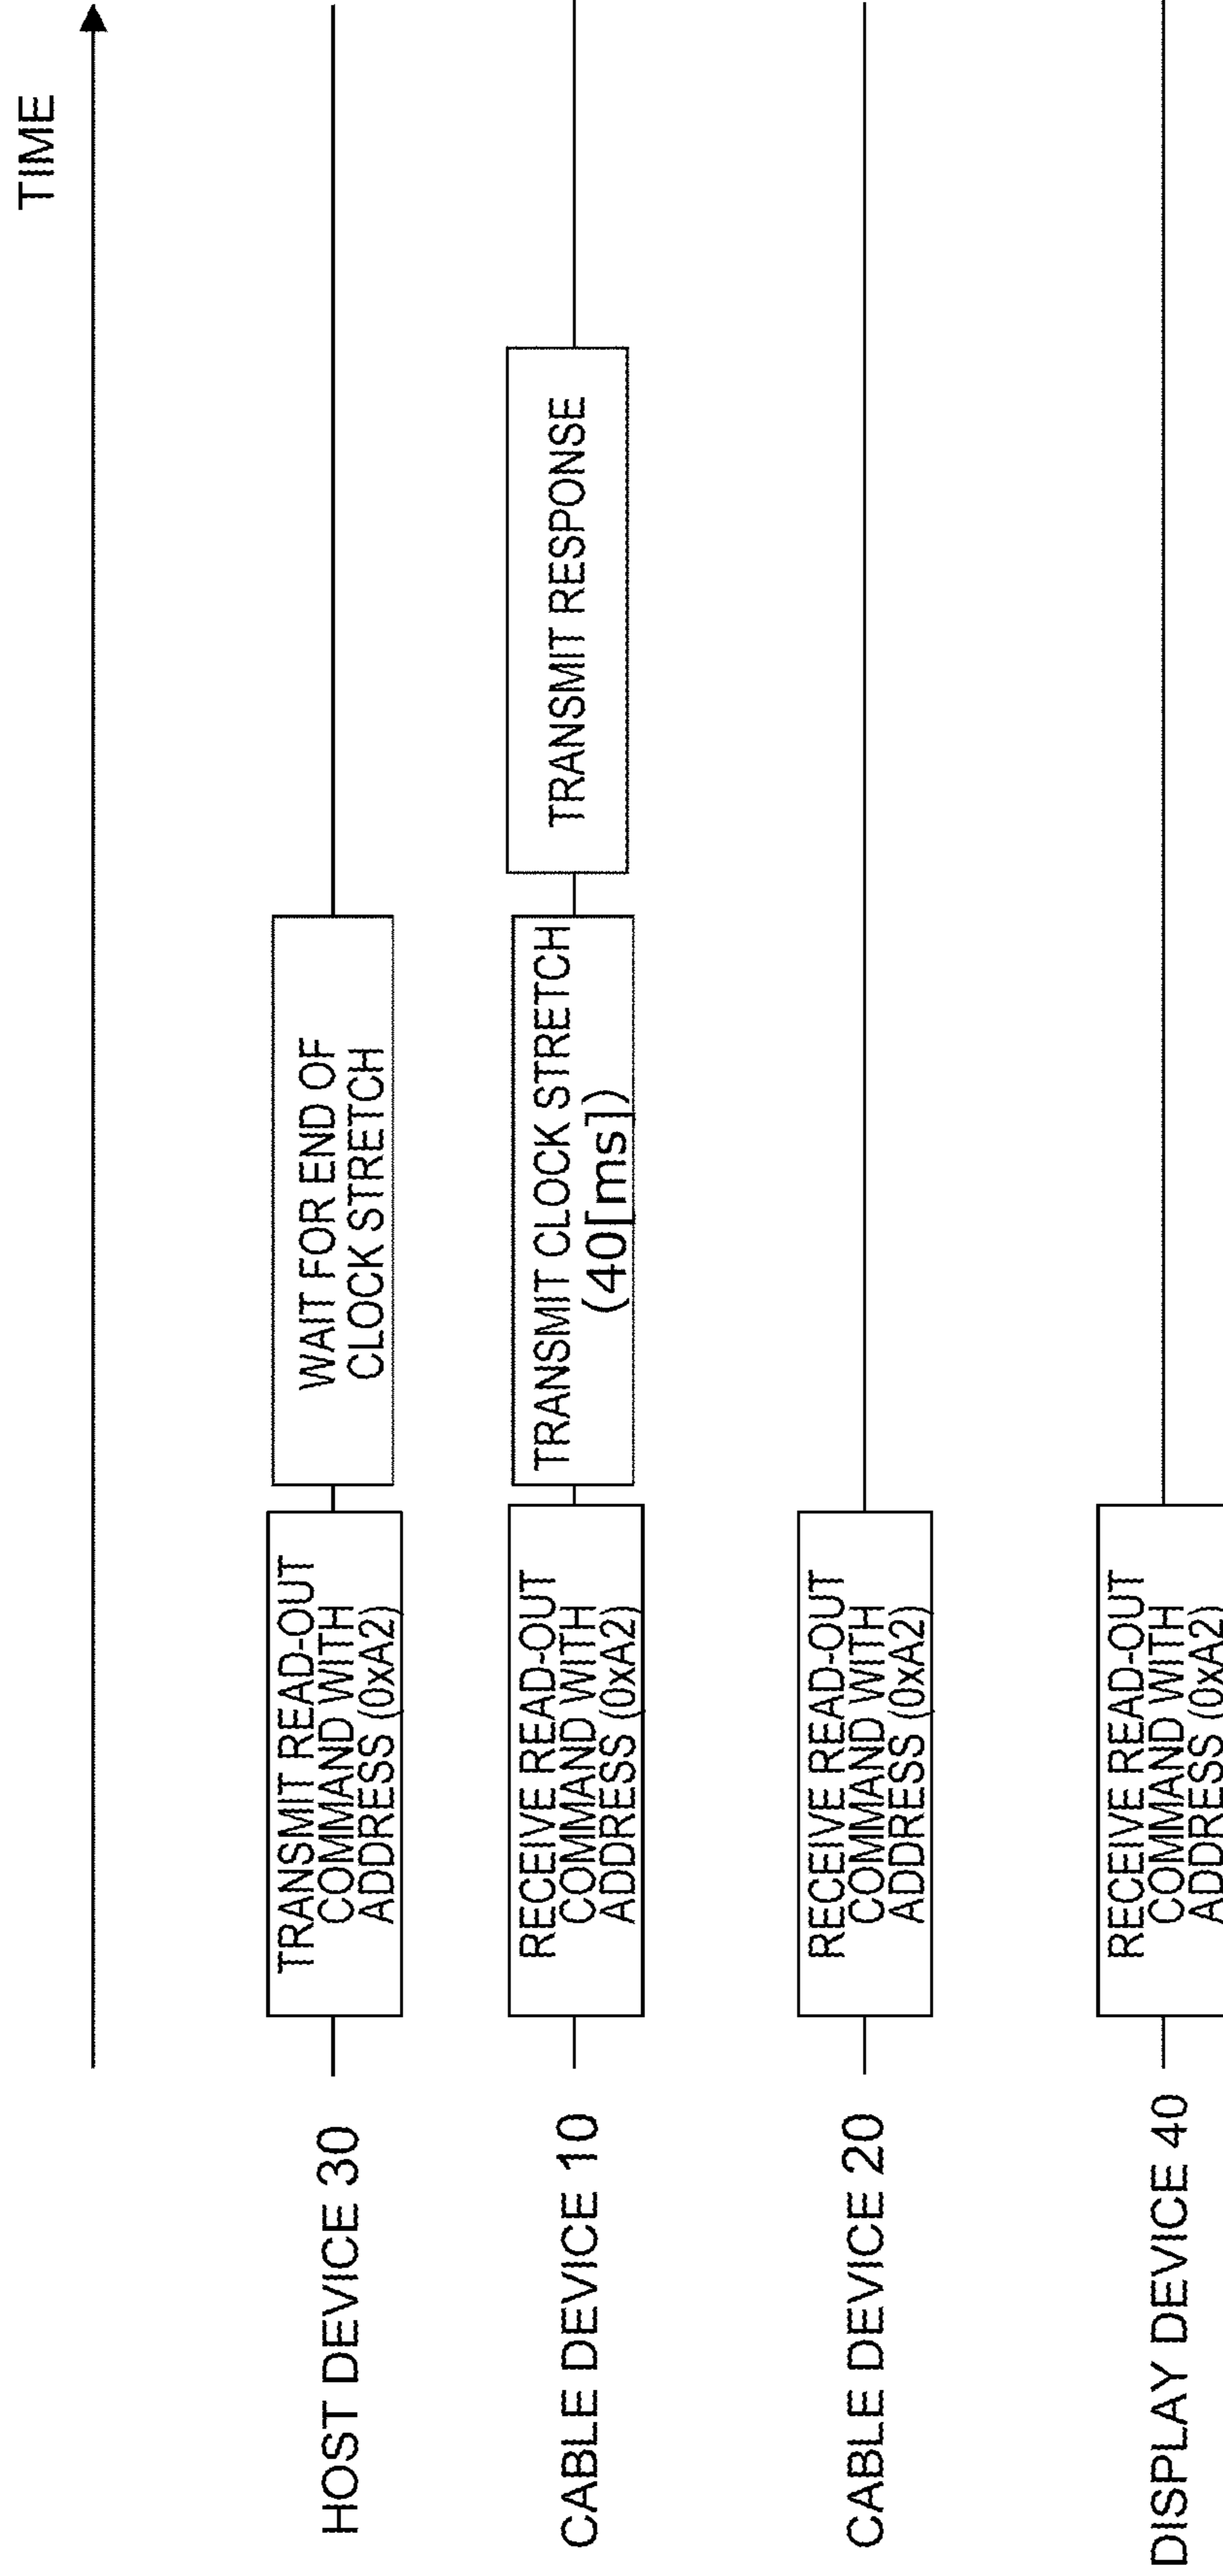 TIME
HOST DEVICE 30
TRANSMIT READ-OUT
COMMAND WITH
ADDRESS (0xA2)
WAIT FOR END OF
CLOCK STRETCH
CABLE DEVICE 10
RECEIVE READ-OUT
COMMAND WITH
ADDRESS (0xA2)
TRANSMIT CLOCK STRETCH
(40[ms])
TRANSMIT RESPONSE
CABLE DEVICE 20
RECEIVE READ-OUT
COMMAND WITH
ADDRESS (0xA2)
DISPLAY DEVICE 40
RECEIVE READ-OUT
COMMAND WITH
ADDRESS (0xA2)